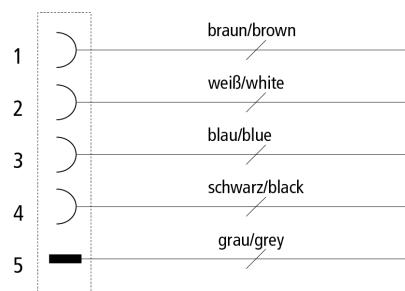 1 braun/brown
2 weiß/white
3 blau/blue
4 schwarz/black
5 grau/grey